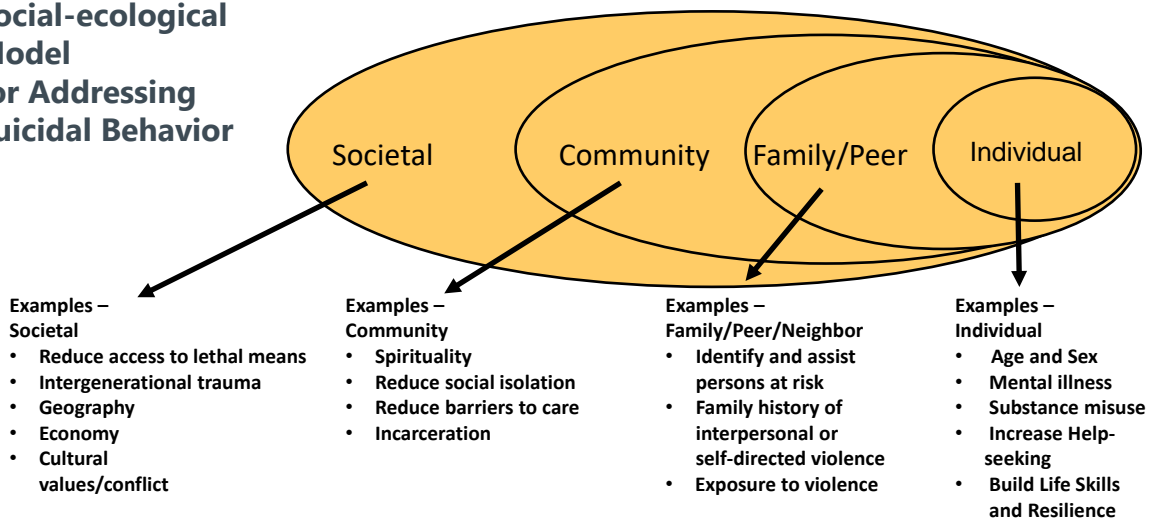 ocial-ecological
Model
or Addressing
uicidal Behavior
Societal
Community
Family/Peer
Individual
Examples –
Societal
• Reduce access to lethal means
• Intergenerational trauma
• Geography
• Economy
• Cultural
values/conflict
Examples –
Community
• Spirituality
• Reduce social isolation
• Reduce barriers to care
• Incarceration
Examples –
Family/Peer/Neighbor
• Identify and assist
persons at risk
• Family history of
interpersonal or
self-directed violence
• Exposure to violence
Examples –
Individual
• Age and Sex
• Mental illness
• Substance misuse
• Increase Help-
seeking
• Build Life Skills
and Resilience